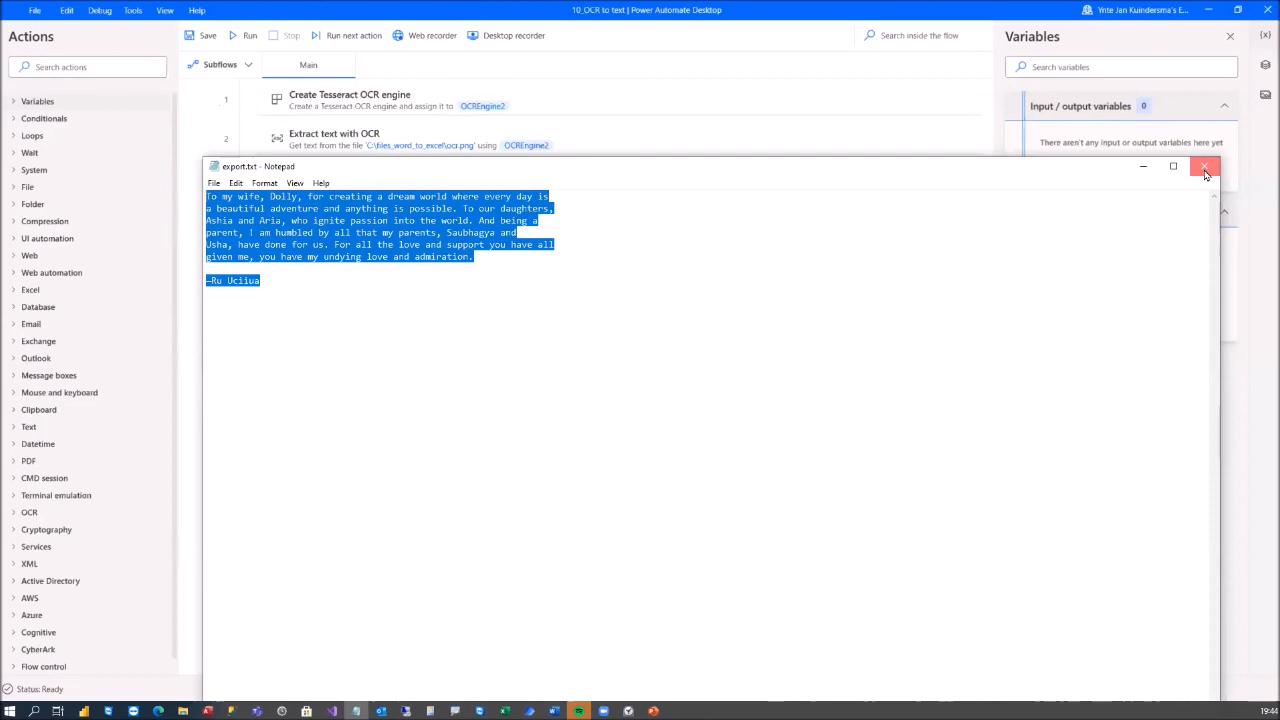 File Edit Debug Tools View Help 10_OCR to text | Power Automate Desktop Ynte Jan Kuindersma's E...
Actions
Search actions
Variables
Conditionals
Loops
Wait
System
File
Folder
Compression
UI automation
Web
Web automation
Excel
Database
Email
Exchange
Outlook
Message boxes
Mouse and keyboard
Clipboard
Text
Datetime
PDF
CMD session
Terminal emulation
OCR
Cryptography
Services
XML
Active Directory
AWS
Azure
Cognitive
CyberArk
Flow control
Save Run Stop Run next action Web recorder Desktop recorder Search inside the flow
Subflows Main
1 Create Tesseract OCR engine
Create a Tesseract OCR engine and assign it to OCREngine2
2 Extract text with OCR
Get text from the file 'C:\files_word_to_excel\ocr.png' using OCREngine2
Variables {x}
Search variables
Input / output variables 0
There aren't any input or output variables here yet
export.txt - Notepad
File Edit Format View Help
To my wife, Dolly, for creating a dream world where every day is
a beautiful adventure and anything is possible. To our daughters,
Ashia and Aria, who ignite passion into the world. And being a
parent, I am humbled by all that my parents, Saubhagya and
Usha, have done for us. For all the love and support you have all
given me, you have my undying love and admiration.
—Ru Uciiua
Status: Ready
19:44